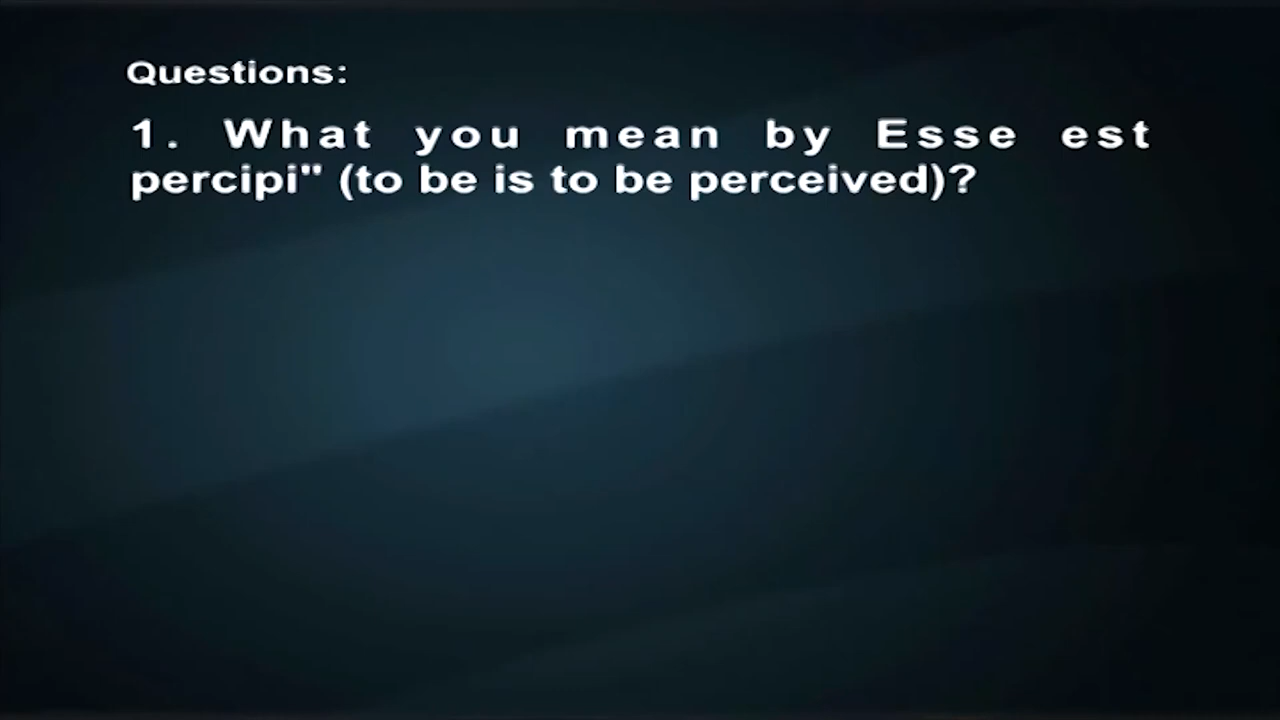 Questions:
1. What you mean by Esse est
percipi" (to be is to be perceived)?